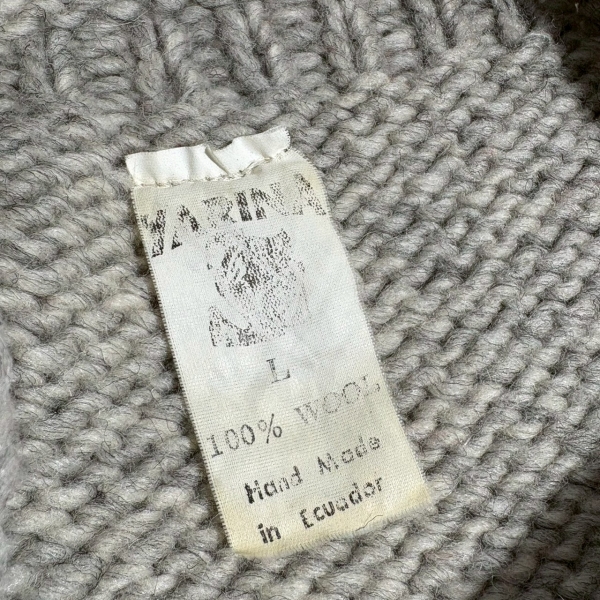 YARINA
L
100% WOOL
Hand Made
in Ecuador